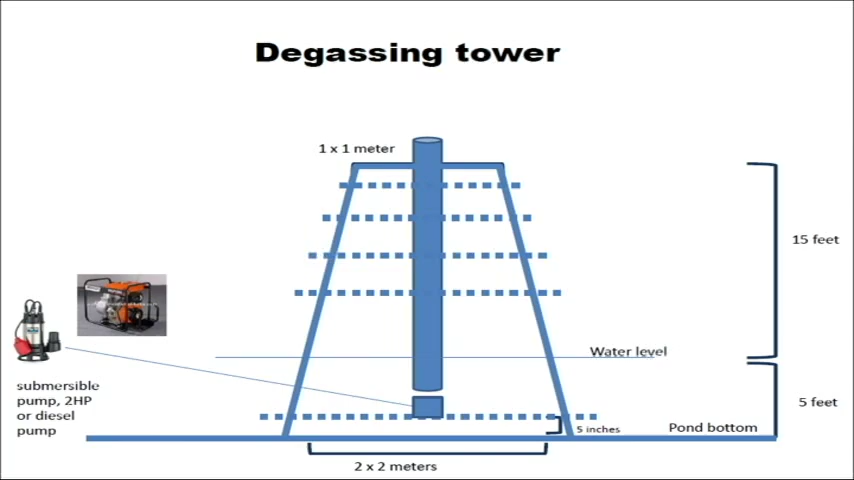 Degassing tower
1 x 1 meter
15 feet
Water level
submersible
pump, 2HP
or diesel
pump
5 feet
5 inches
Pond bottom
2 x 2 meters